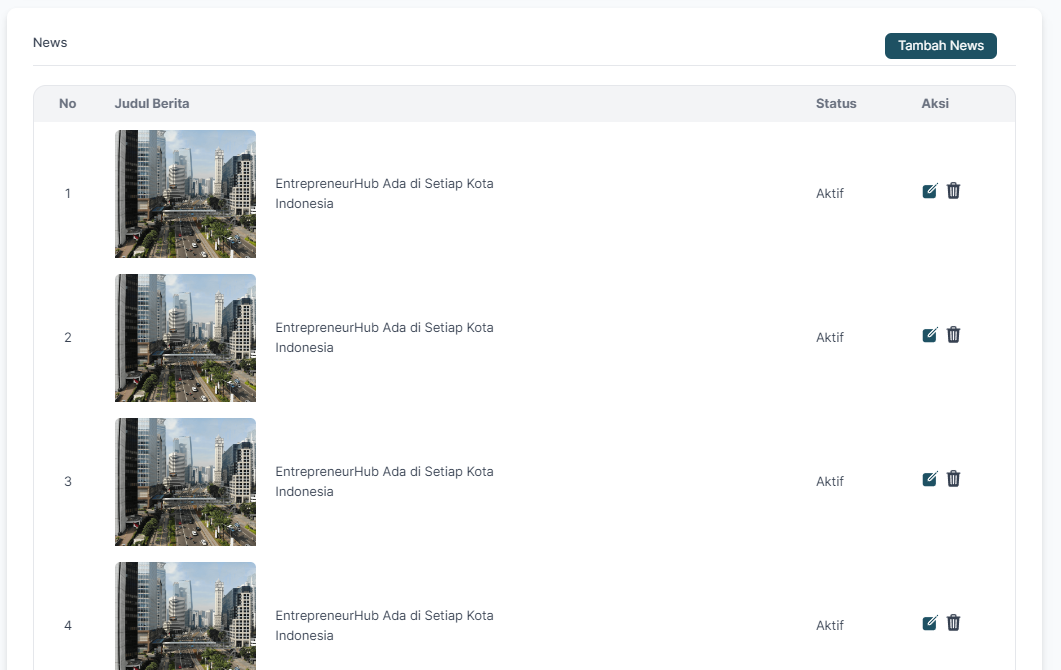 News
Tambah News
No Judul Berita Status Aksi
1
EntrepreneurHub Ada di Setiap Kota
Indonesia
Aktif
2
EntrepreneurHub Ada di Setiap Kota
Indonesia
Aktif
3
EntrepreneurHub Ada di Setiap Kota
Indonesia
Aktif
4
EntrepreneurHub Ada di Setiap Kota
Indonesia
Aktif